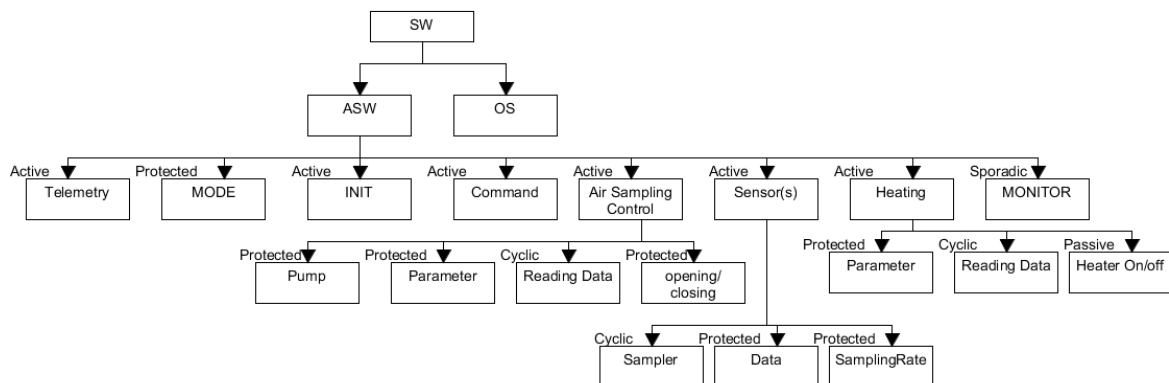 SW
ASW
OS
Active
Protected
Active
Active
Active
Active
Active
Sporadic
Telemetry
MODE
INIT
Command
Air Sampling
Control
Sensor(s)
Heating
MONITOR
Protected
Protected
Cyclic
Protected
Protected
Cyclic
Passive
Pump
Parameter
Reading Data
opening/
closing
Parameter
Reading Data
Heater On/off
Cyclic
Protected
Protected
Sampler
Data
SamplingRate